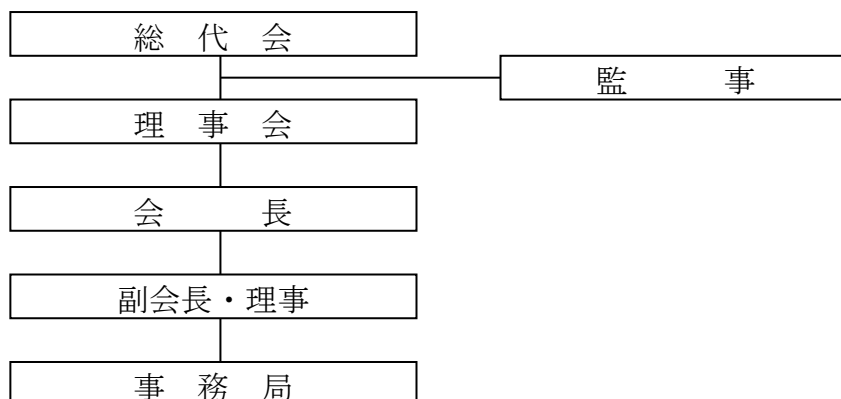 総　代　会
監　　　事
理　事　会
会　　　長
副会長・理事
事　務　局